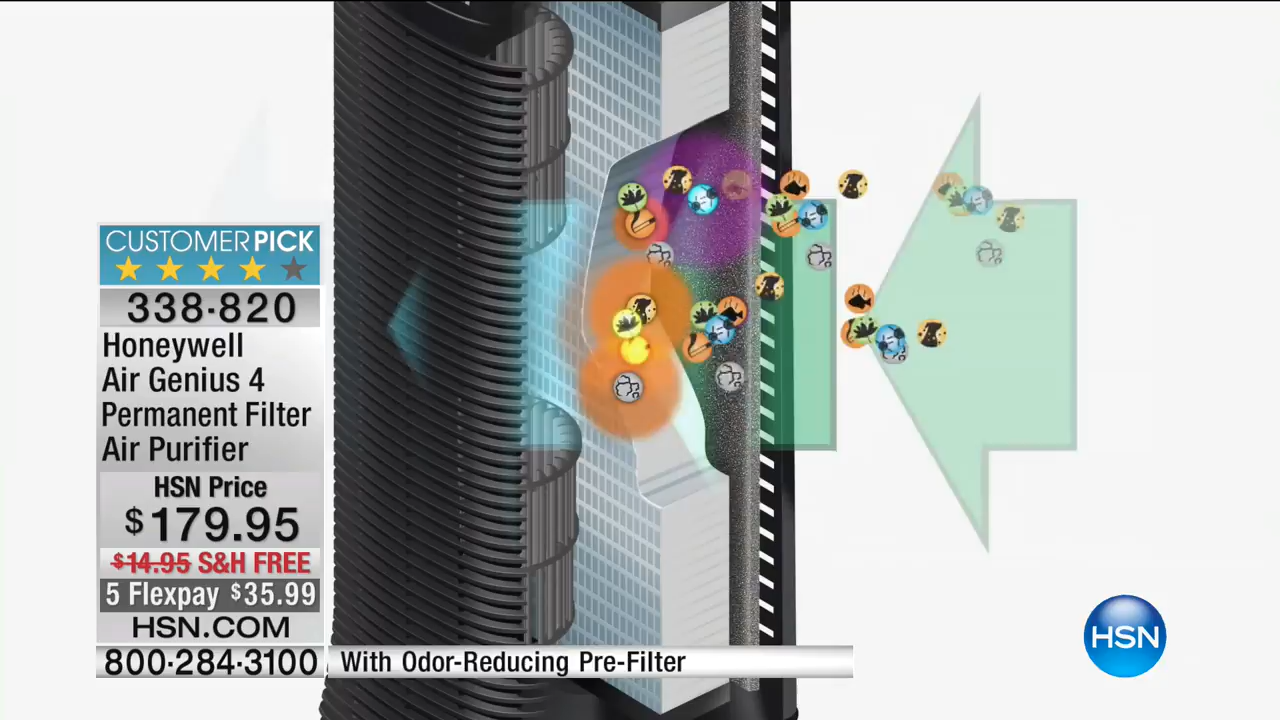 CUSTOMER PICK
338·820
Honeywell
Air Genius 4
Permanent Filter
Air Purifier
HSN Price
$179.95
$14.95 S&H FREE
5 Flexpay $35.99
HSN.COM
800·284·3100
With Odor-Reducing Pre-Filter
HSN